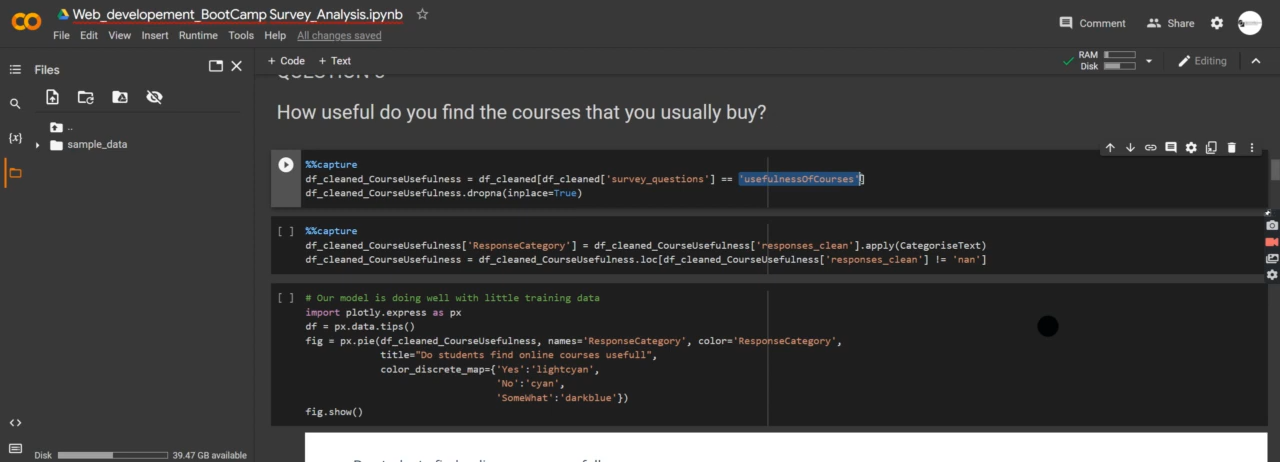 Web_developement_BootCamp Survey_Analysis.ipynb
File Edit View Insert Runtime Tools Help All changes saved
Comment Share
Files
+ Code + Text
RAM
Disk
Editing
..
sample_data
{x}
How useful do you find the courses that you usually buy?
%%capture
df_cleaned_CourseUsefulness = df_cleaned[df_cleaned['survey_questions'] == 'usefulnessOfCourses']
df_cleaned_CourseUsefulness.dropna(inplace=True)
[ ] %%capture
df_cleaned_CourseUsefulness['ResponseCategory'] = df_cleaned_CourseUsefulness['responses_clean'].apply(CategoriseText)
df_cleaned_CourseUsefulness = df_cleaned_CourseUsefulness.loc[df_cleaned_CourseUsefulness['responses_clean'] != 'nan']
[ ] # Our model is doing well with little training data
import plotly.express as px
df = px.data.tips()
fig = px.pie(df_cleaned_CourseUsefulness, names='ResponseCategory', color='ResponseCategory',
title="Do students find online courses usefull",
color_discrete_map={'Yes':'lightcyan',
'No':'cyan',
'SomeWhat':'darkblue'})
fig.show()
Disk 39.47 GB available